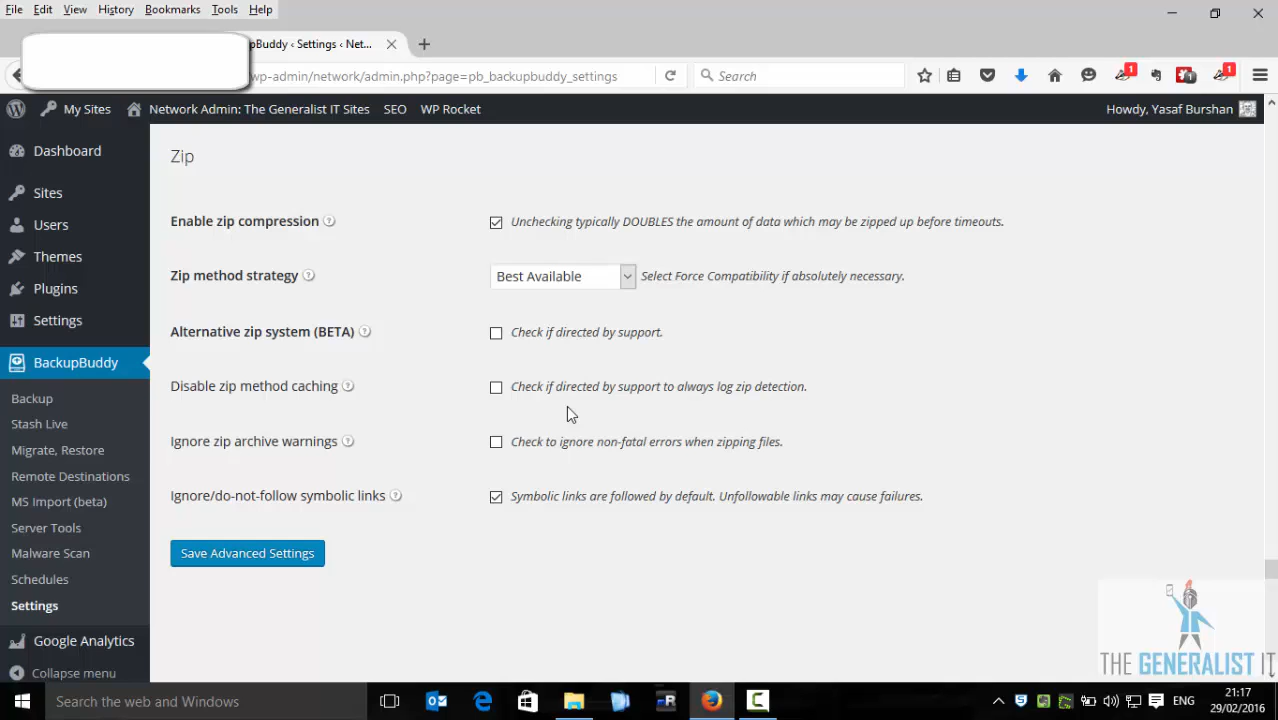 File Edit View History Bookmarks Tools Help
pBuddy ‹ Settings ‹ Net...
wp-admin/network/admin.php?page=pb_backupbuddy_settings
Search
1
1
1
My Sites
Network Admin: The Generalist IT Sites
SEO
WP Rocket
Howdy, Yasaf Burshan
Dashboard
Sites
Users
Themes
Plugins
Settings
BackupBuddy
Backup
Stash Live
Migrate, Restore
Remote Destinations
MS Import (beta)
Server Tools
Malware Scan
Schedules
Settings
Google Analytics
Collapse menu
Zip
Enable zip compression ? Unchecking typically DOUBLES the amount of data which may be zipped up before timeouts.
Zip method strategy ? Best Available Select Force Compatibility if absolutely necessary.
Alternative zip system (BETA) ? Check if directed by support.
Disable zip method caching ? Check if directed by support to always log zip detection.
Ignore zip archive warnings ? Check to ignore non-fatal errors when zipping files.
Ignore/do-not-follow symbolic links ? Symbolic links are followed by default. Unfollowable links may cause failures.
Save Advanced Settings
THE GENERALIST IT
Search the web and Windows
ENG
21:17
29/02/2016